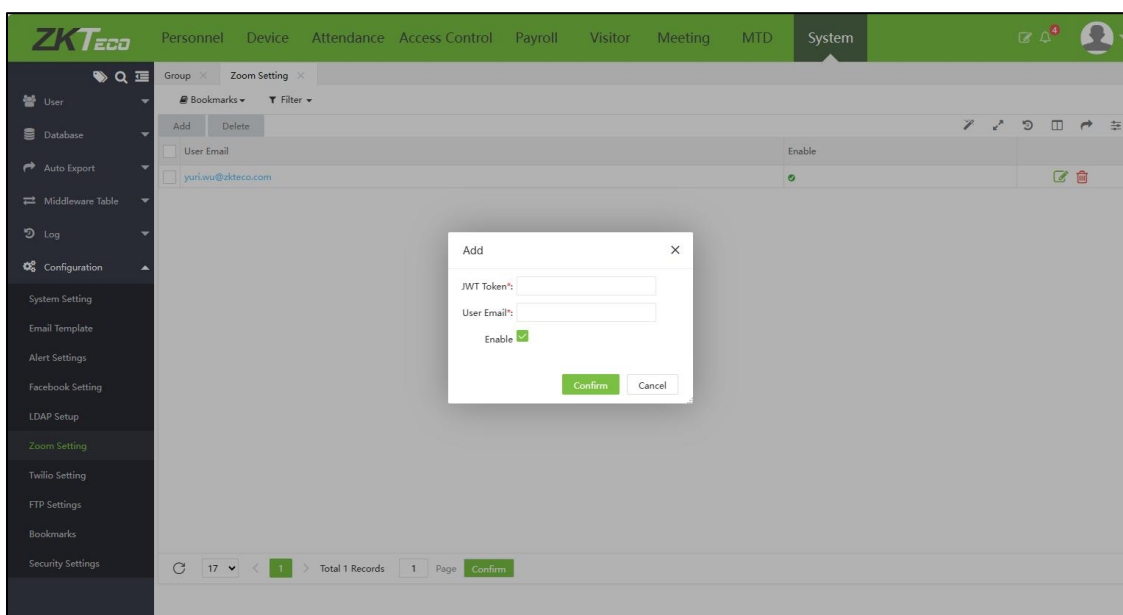 ZKTeco Personnel Device Attendance Access Control Payroll Visitor Meeting MTD System 4
Group Zoom Setting
User
Bookmarks Filter
Database
Add Delete
User Email Enable
Auto Export
yuri.wu@zkteco.com
Middleware Table
Log
Add
Configuration
JWT Token*:
System Setting
User Email*:
Email Template
Enable
Alert Settings
Facebook Setting
Confirm Cancel
LDAP Setup
Zoom Setting
Twilio Setting
FTP Settings
Bookmarks
Security Settings
17 1 Total 1 Records 1 Page Confirm